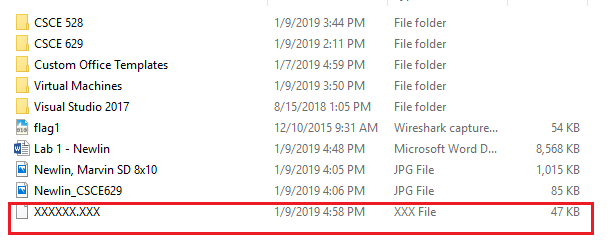 CSCE 528 1/9/2019 3:44 PM File folder
CSCE 629 1/9/2019 2:11 PM File folder
Custom Office Templates 1/7/2019 4:59 PM File folder
Virtual Machines 1/9/2019 3:50 PM File folder
Visual Studio 2017 8/15/2018 1:05 PM File folder
flag1 12/10/2015 9:31 AM Wireshark capture... 54 KB
Lab 1 - Newlin 1/9/2019 4:48 PM Microsoft Word D... 8,568 KB
Newlin, Marvin SD 8x10 1/9/2019 4:06 PM JPG File 1,015 KB
Newlin_CSCE629 1/9/2019 4:06 PM JPG File 85 KB
XXXXXX.XXX 1/9/2019 4:58 PM XXX File 47 KB